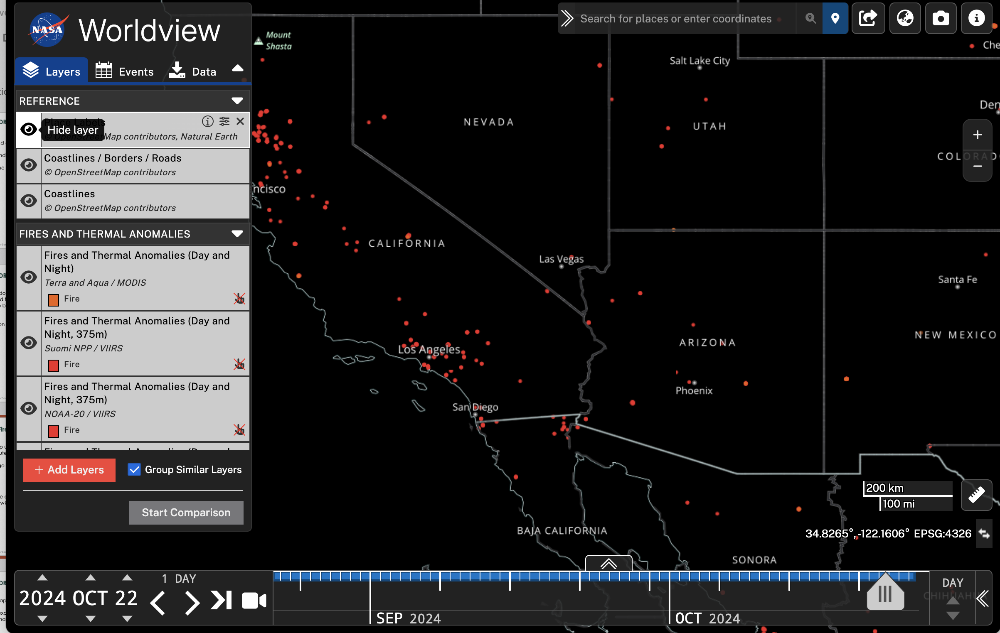 NASA Worldview
Search for places or enter coordinates
Layers
Events
Data
REFERENCE
Place Labels
© OpenStreetMap contributors, Natural Earth
Hide layer
Coastlines / Borders / Roads
© OpenStreetMap contributors
Coastlines
© OpenStreetMap contributors
FIRES AND THERMAL ANOMALIES
Fires and Thermal Anomalies (Day and
Night)
Terra and Aqua / MODIS
Fire
Fires and Thermal Anomalies (Day and
Night, 375m)
Suomi NPP / VIIRS
Fire
Fires and Thermal Anomalies (Day and
Night, 375m)
NOAA-20 / VIIRS
Fire
+ Add Layers
Group Similar Layers
Start Comparison
Mount
Shasta
Salt Lake City
Che
Den
NEVADA
UTAH
COLORADO
ncisco
CALIFORNIA
Las Vegas
Santa Fe
ARIZONA
NEW MEXICO
Los Angeles
Phoenix
San Diego
BAJA CALIFORNIA
SONORA
CHIHUAHU
+
−
200 km
100 mi
34.8265°, -122.1606° EPSG:4326
1 DAY
2024 OCT 22
SEP 2024
OCT 2024
DAY